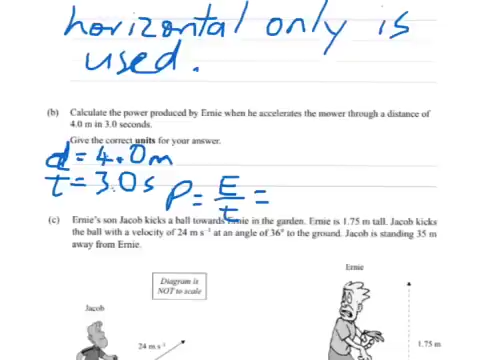 horizontal only is
used.
(b) Calculate the power produced by Ernie when he accelerates the mower through a distance of
4.0 m in 3.0 seconds.
Give the correct units for your answer.
d = 4.0m
t = 3.0s P = E/t =
(c) Ernie's son Jacob kicks a ball towards Ernie in the garden. Ernie is 1.75 m tall. Jacob kicks
the ball with a velocity of 24 m s⁻¹ at an angle of 36° to the ground. Jacob is standing 35 m
away from Ernie.
Ernie
Diagram is
NOT to scale
Jacob
24 m s⁻¹
1.75 m